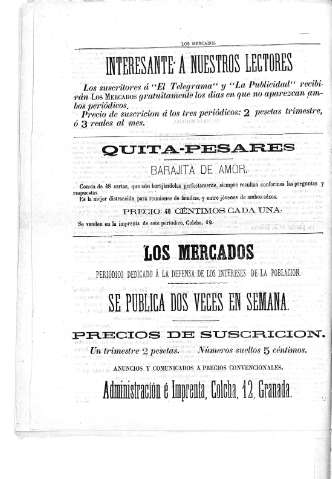 LOS MERCADOS.
INTERESANTE Á NUESTROS LECTORES
Los suscritores á "El Telegrama" y "La Publicidad" recibi-
rán LOS MERCADOS gratuitamente los dias en que no aparezcan am-
bos periódicos.
Precio de suscricion á los tres periódicos: 2 pesetas trimestre,
ó 3 reales al mes.
QUITA-PESARES
BARAJITA DE AMOR.
Consta de 48 cartas, que aún barajándolas perfectamente, siempre resultan conformes las preguntas y
respuestas
Es la mejor distraccion para reuniones de familias, y entre jóvenes de ambos sexos.
PRECIO: 40 CÉNTIMOS CADA UNA.
Se venden en la imprenta de este periódico, Colcha, 12.
LOS MERCADOS
PERIÓDICO DEDICADO Á LA DEFENSA DE LOS INTERESES DE LA POBLACION.
SE PUBLICA DOS VECES EN SEMANA.
PRECIOS DE SUSCRICION.
Un trimestre 2 pesetas. Números sueltos 5 céntimos.
ANUNCIOS Y COMUNICADOS A PRECIOS CONVENCIONALES.
Administración é Imprenta, Colcha, 12, Granada.